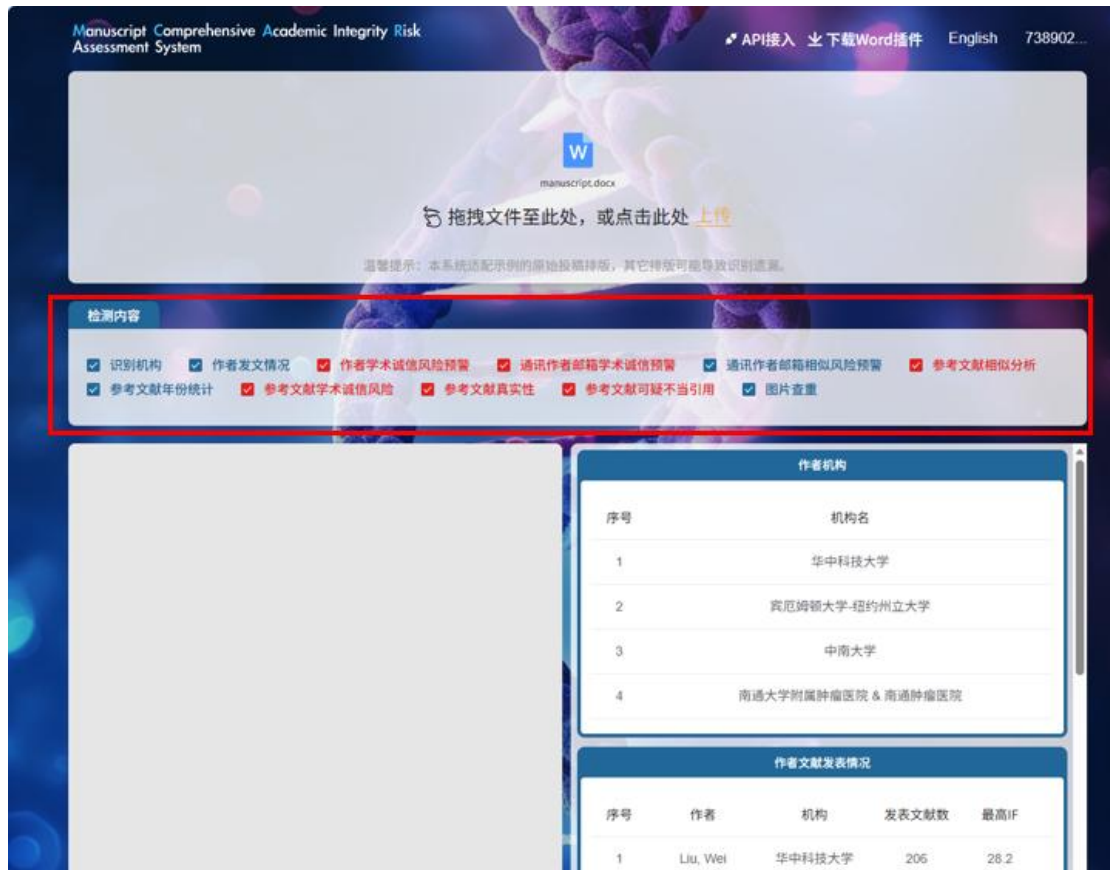 Manuscript Comprehensive Academic Integrity Risk
Assessment System
API接入 下载Word插件 English 738902...
W
manuscript.docx
拖拽文件至此处，或点击此处 上传
温馨提示：本系统适配示例的原始投稿排版，其它排版可能导致识别遗漏。
检测内容
识别机构 作者发文情况 作者学术诚信风险预警 通讯作者邮箱学术诚信预警 通讯作者邮箱相似风险预警 参考文献相似分析
参考文献年份统计 参考文献学术诚信风险 参考文献真实性 参考文献可疑不当引用 图片查重
作者机构
序号 机构名
1 华中科技大学
2 宾厄姆顿大学-纽约州立大学
3 中南大学
4 南通大学附属肿瘤医院 & 南通肿瘤医院
作者文献发表情况
序号 作者 机构 发表文献数 最高IF
1 Liu, Wei 华中科技大学 206 28.2